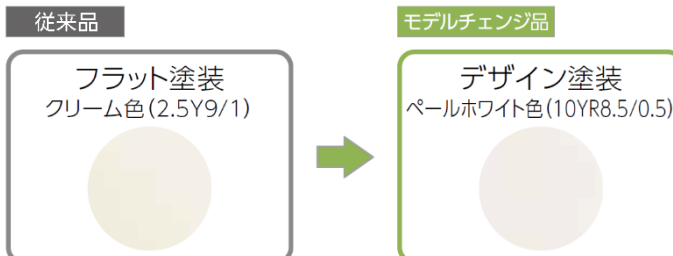 従来品
フラット塗装
クリーム色(2.5Y9/1)
モデルチェンジ品
デザイン塗装
ペールホワイト色(10YR8.5/0.5)